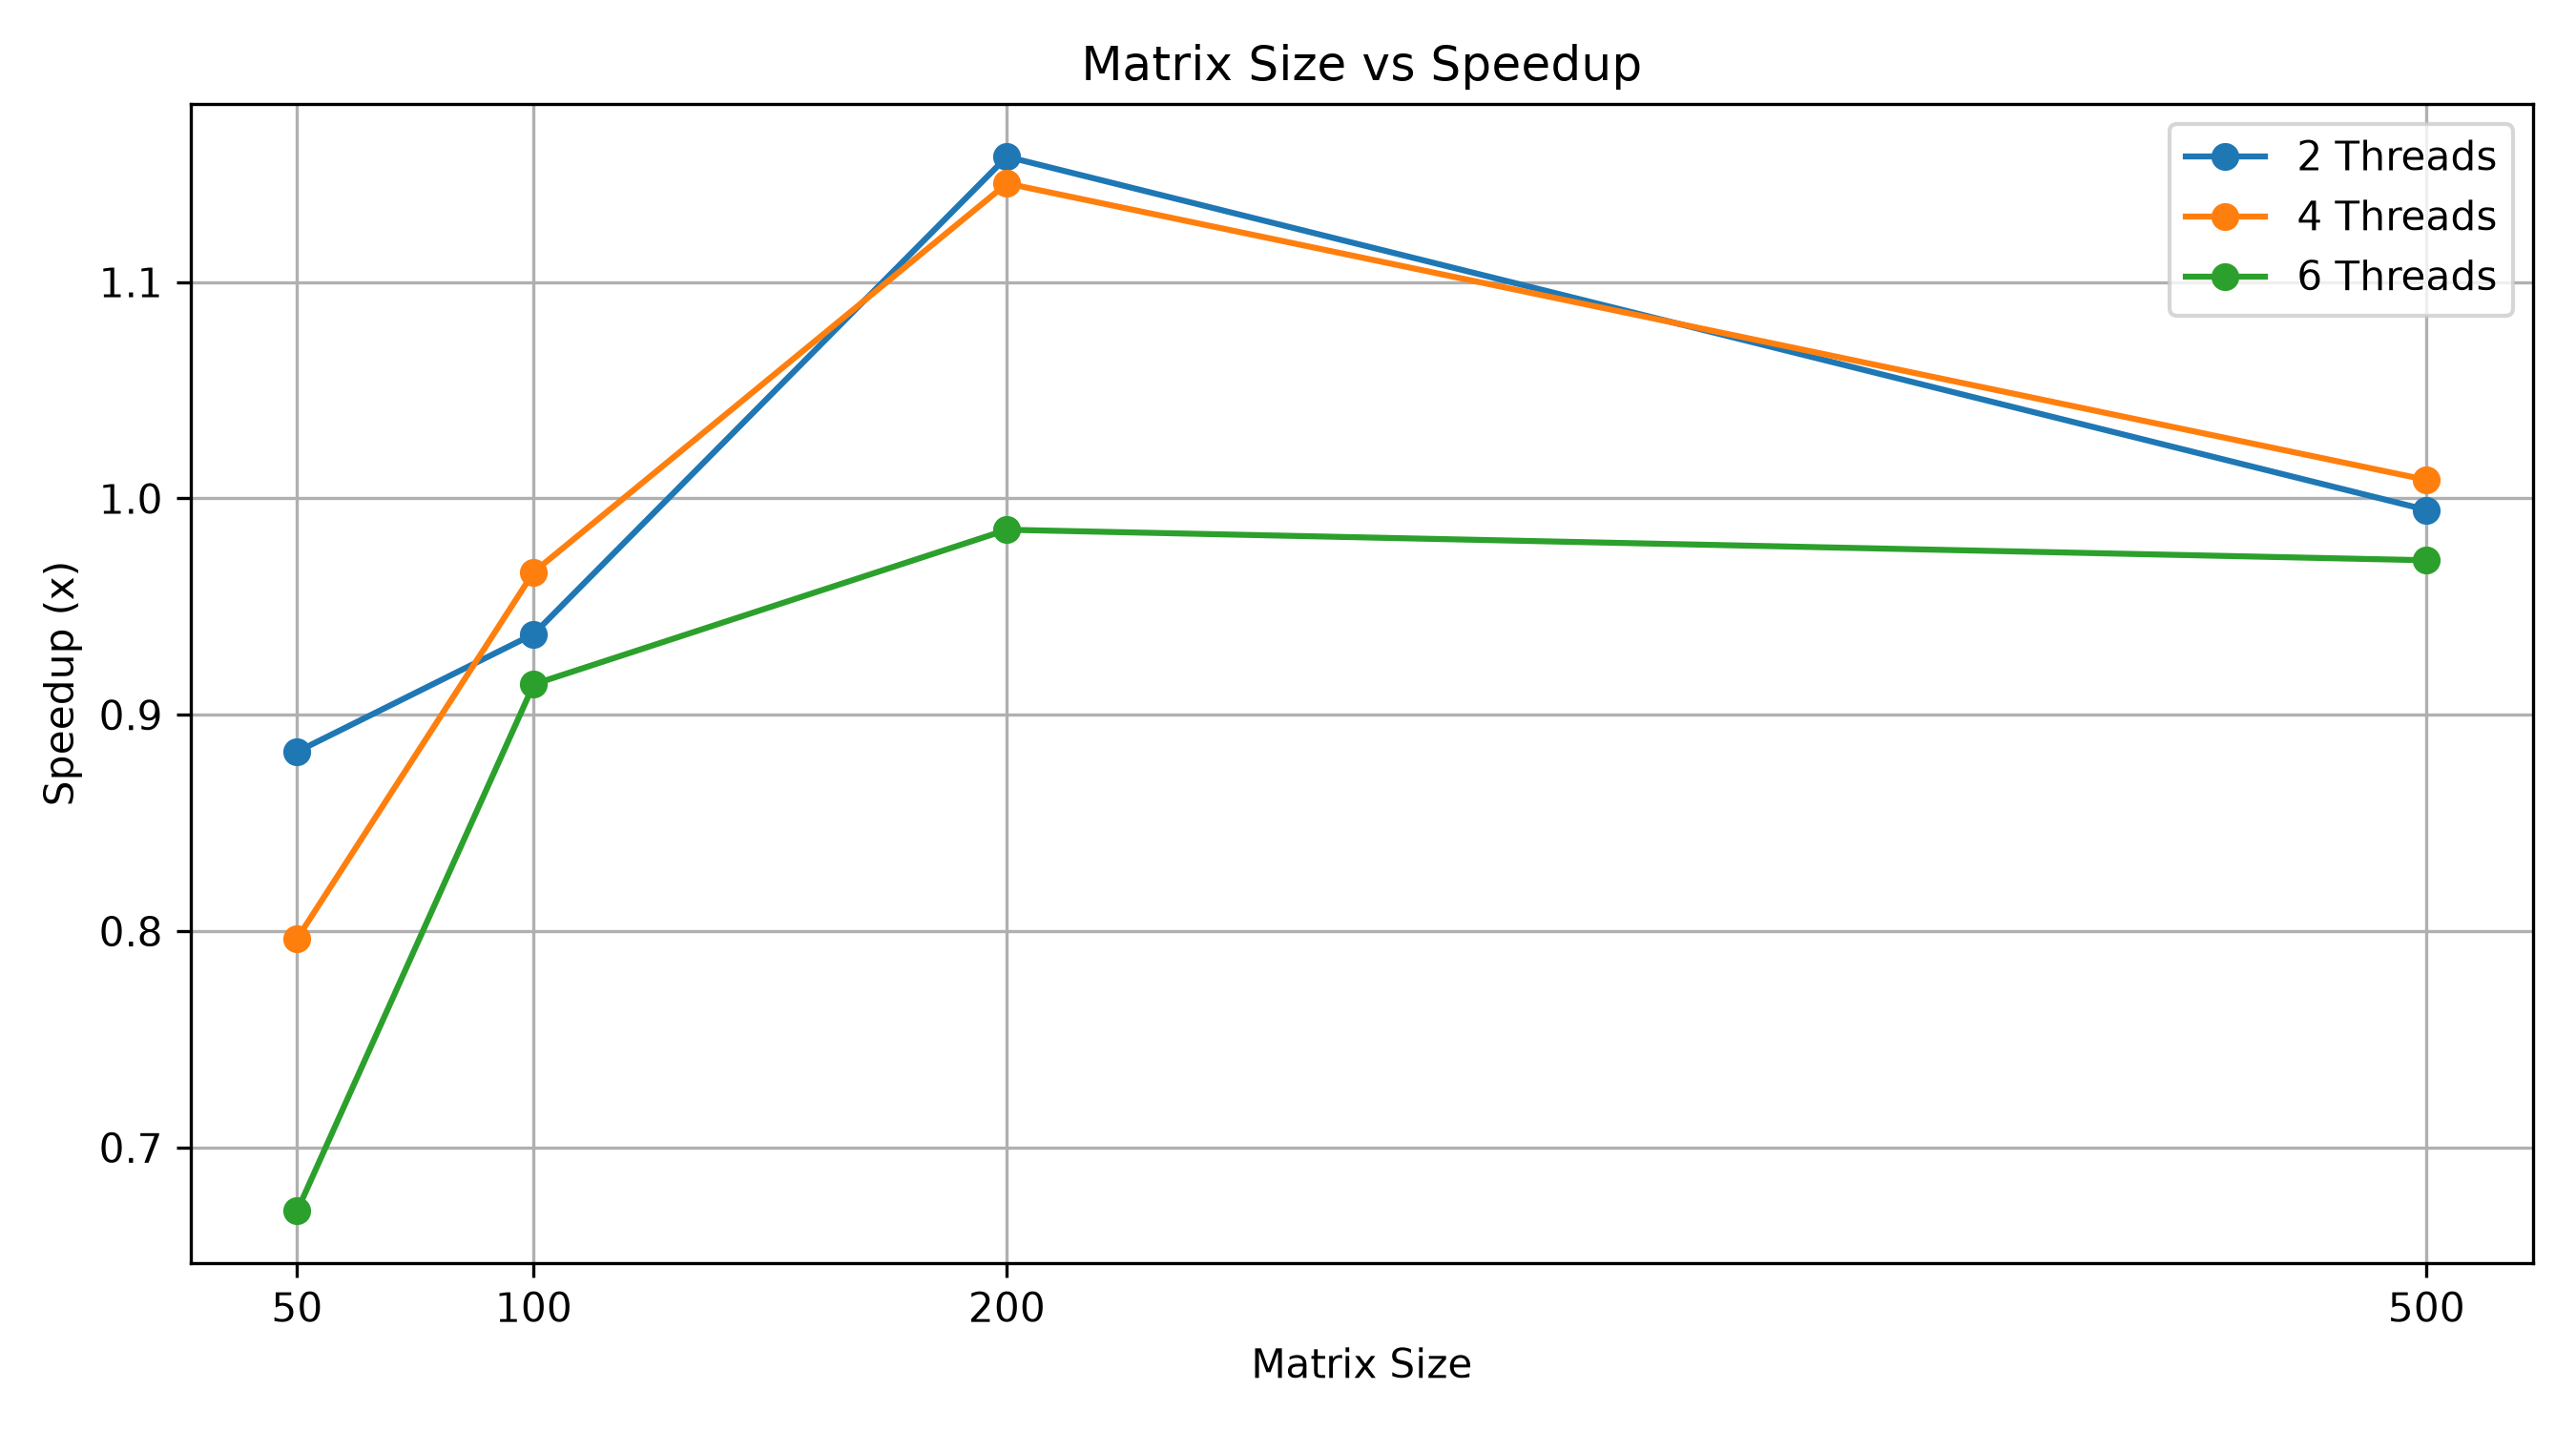 Matrix Size vs Speedup
2 Threads
4 Threads
6 Threads
1.1
1.0
0.9
0.8
0.7
Speedup (x)
50 100 200 500
Matrix Size